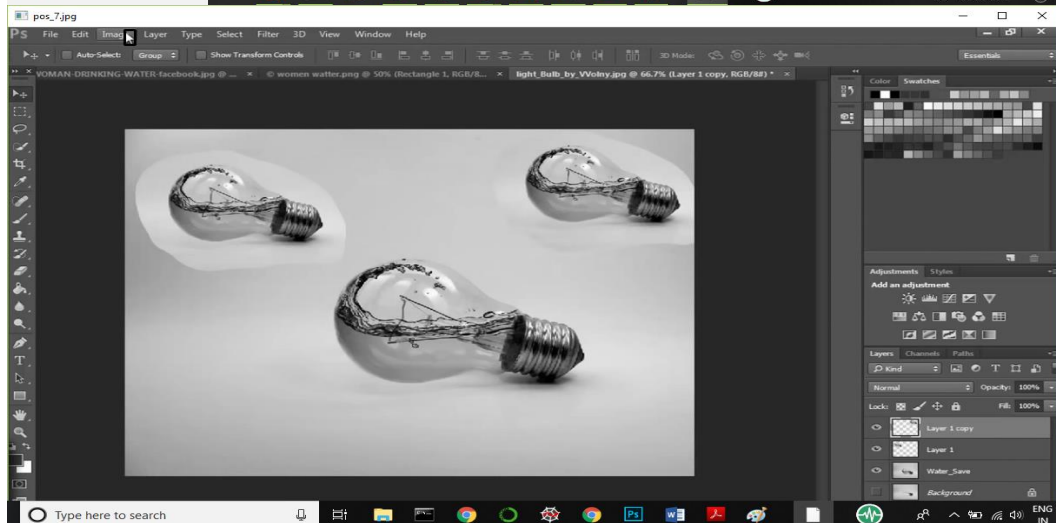 pos_7.jpg
PS File Edit Image Layer Type Select Filter 3D View Window Help
Auto-Select: Group Show Transform Controls 3D Mode: Essentials
WOMAN-DRINKING-WATER-facebook.jpg @ ... × © women watter.png @ 50% (Rectangle 1, RGB/8... × light_Bulb_by_VVolny.jpg @ 66.7% (Layer 1 copy, RGB/8#) * ×
Color Swatches
Adjustments Styles
Add an adjustment
Layers Channels Paths
Kind
Normal Opacity: 100%
Lock: Fill: 100%
Layer 1 copy
Layer 1
Water_Save
Background
Type here to search
ENG
IN